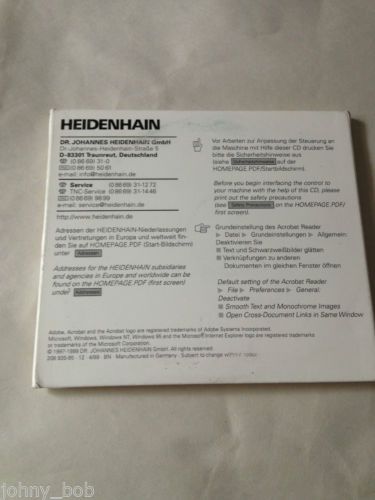 HEIDENHAIN
DR. JOHANNES HEIDENHAIN GmbH
Dr.-Johannes-Heidenhain-Straße 5
D-83301 Traunreut, Deutschland
☎ (0 86 69) 31-0
(0 86 69) 50 61
e-mail: info@heidenhain.de
☎ Service (0 86 69) 31-12 72
☎ TNC-Service (0 86 69) 31-14 46
(0 86 69) 98 99
e-mail: service@heidenhain.de
http://www.heidenhain.de
Adressen der HEIDENHAIN-Niederlassungen
und Vertretungen in Europa und weltweit fin-
den Sie auf HOMEPAGE.PDF (Start-Bildschirm)
unter Adressen
Addresses for the HEIDENHAIN subsidiaries
and agencies in Europe and worldwide can be
found on the HOMEPAGE.PDF (first screen)
under Adressen
Vor Arbeiten zur Anpassung der Steuerung an
die Maschine mit Hilfe dieser CD drucken Sie
bitte die Sicherheitshinweise aus
(siehe Sicherheitshinweise auf der
HOMEPAGE.PDF/Startbildschirm).
Before you begin interfacing the control to
your machine with the help of this CD, please
print out the safety precautions
(see Safety Precautions on the HOMEPAGE.PDF/
first screen).
Grundeinstellung des Acrobat Reader
► Datei ► Grundeinstellungen ► Allgemein:
Deaktivieren Sie
■ Text und Schwarzweißbilder glätten
■ Verknüpfungen zu anderen
Dokumenten im gleichen Fenster öffnen
Default setting of the Acrobat Reader
► File ► Preferences ► General:
Deactivate
■ Smooth Text and Monochrome Images
■ Open Cross-Document Links in Same Window
Adobe, Acrobat and the Acrobat logo are registered trademarks of Adobe Systems Incorporated.
Microsoft, Windows, Windows NT, Windows 95 and the Microsoft Internet Explorer logo are registered trademarks
or trademarks of the Microsoft Corporation.
© 1997-1999 DR. JOHANNES HEIDENHAIN GmbH. All rights reserved.
208 935-85 · 12 · 4/99 · BN · Manufactured in Germany · Subject to change without notice
johny_bob